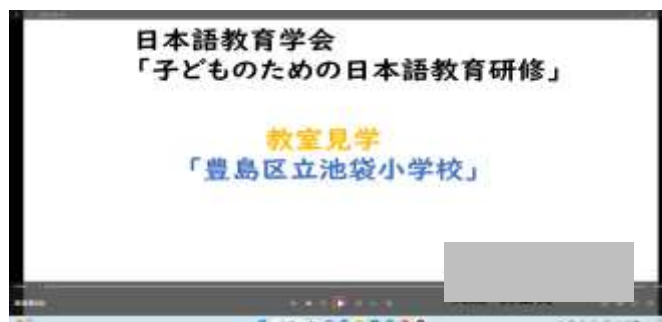 日本語教育学会
「子どものための日本語教育研修」
教室見学
「豊島区立池袋小学校」